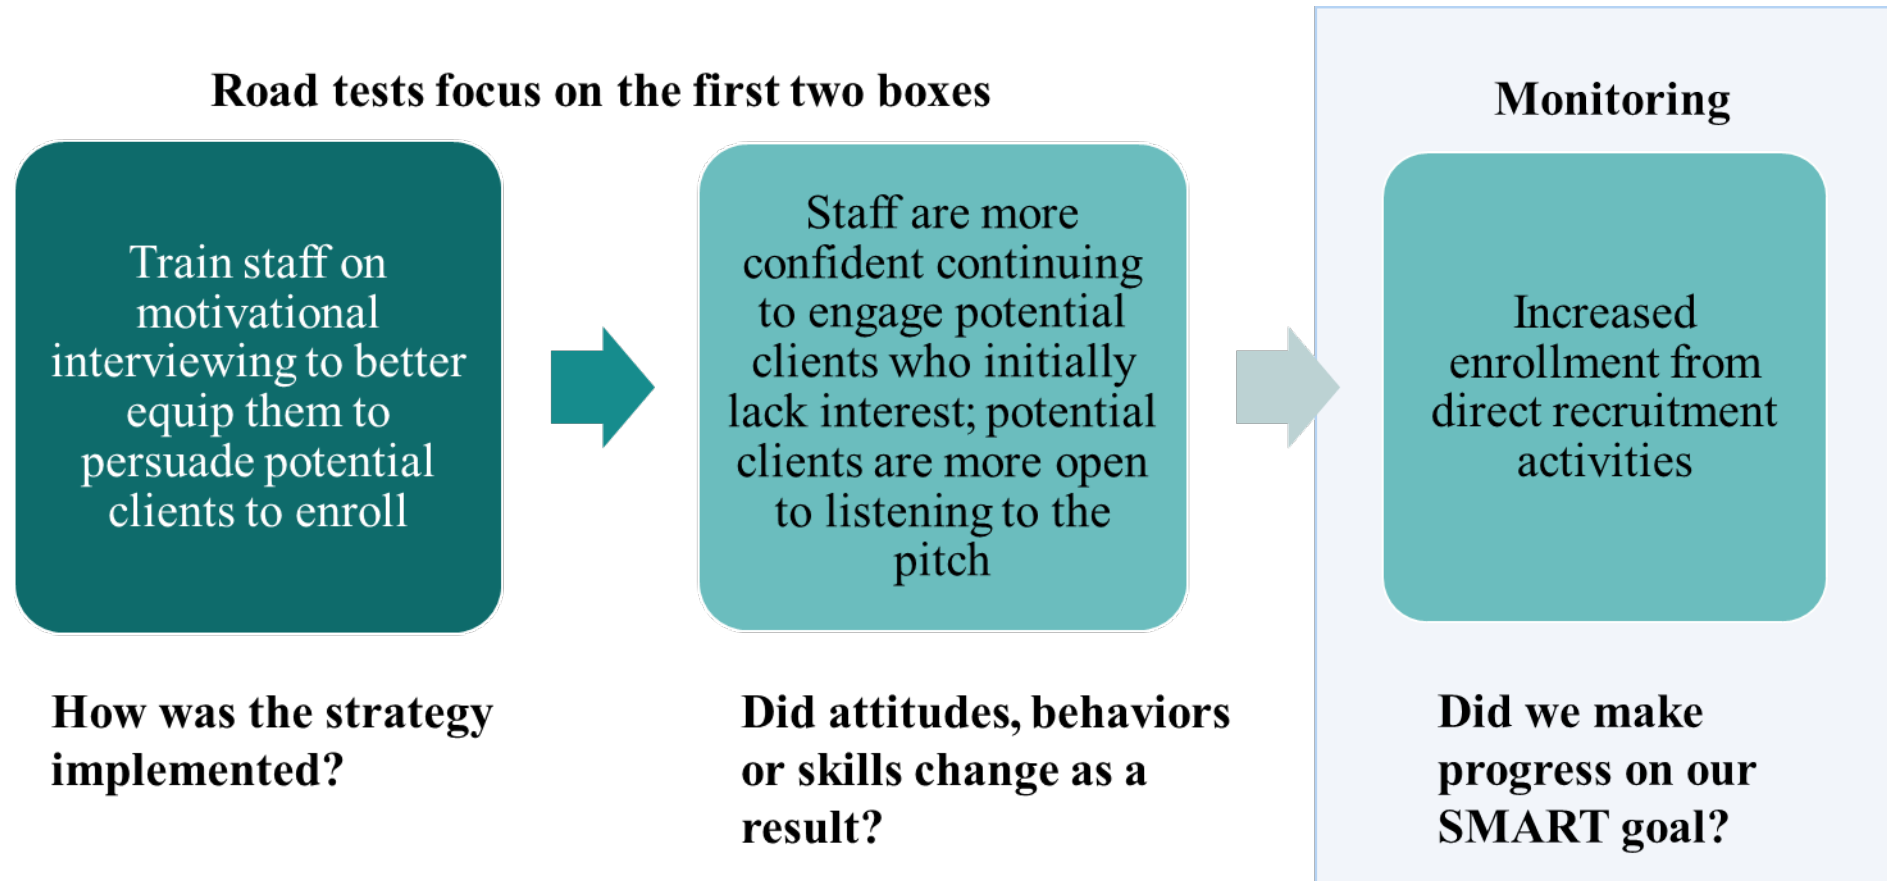 Road tests focus on the first two boxes
Monitoring
Train staff on
motivational
interviewing to better
equip them to
persuade potential
clients to enroll
Staff are more
confident continuing
to engage potential
clients who initially
lack interest; potential
clients are more open
to listening to the
pitch
Increased
enrollment from
direct recruitment
activities
How was the strategy
implemented?
Did attitudes, behaviors
or skills change as a
result?
Did we make
progress on our
SMART goal?